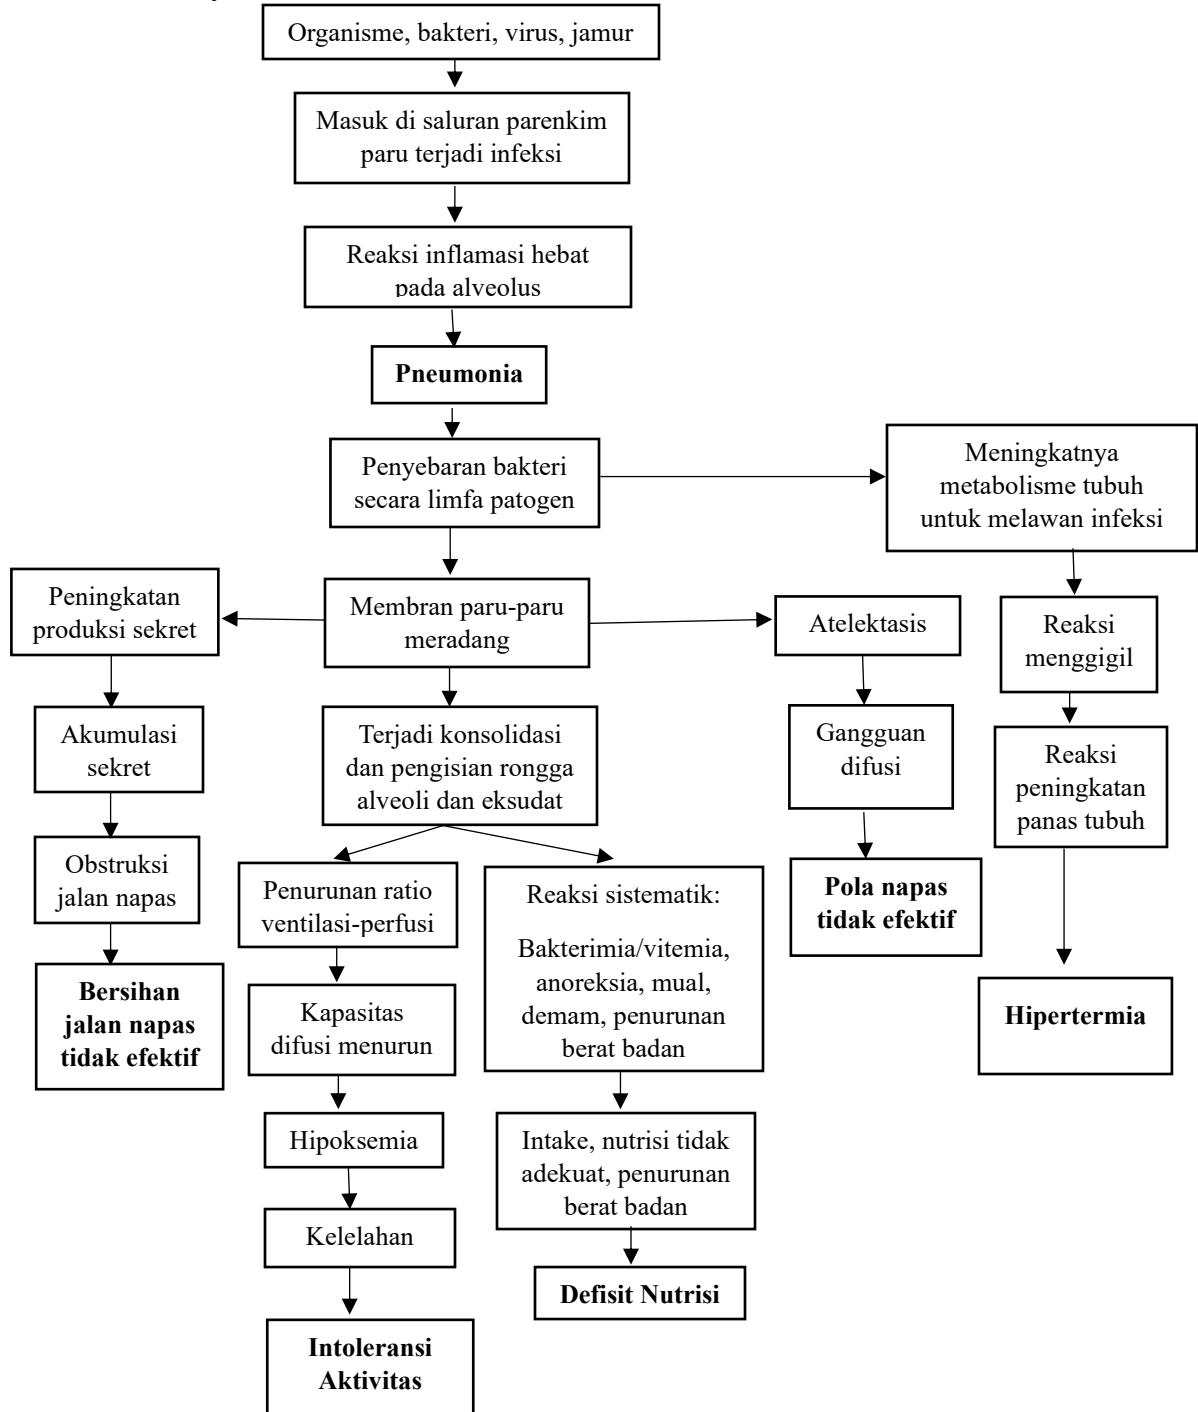 Organisme, bakteri, virus, jamur
Masuk di saluran parenkim
paru terjadi infeksi
Reaksi inflamasi hebat
pada alveolus
Pneumonia
Penyebaran bakteri
secara limfa patogen
Meningkatnya
metabolisme tubuh
untuk melawan infeksi
Peningkatan
produksi sekret
Membran paru-paru
meradang
Atelektasis
Reaksi
menggigil
Akumulasi
sekret
Terjadi konsolidasi
dan pengisian rongga
alveoli dan eksudat
Gangguan
difusi
Reaksi
peningkatan
panas tubuh
Obstruksi
jalan napas
Penurunan ratio
ventilasi-perfusi
Reaksi sistematik:
Bakterimia/vitemia,
anoreksia, mual,
demam, penurunan
berat badan
Pola napas
tidak efektif
Bersihan
jalan napas
tidak efektif
Kapasitas
difusi menurun
Hipertermia
Hipoksemia
Intake, nutrisi tidak
adekuat, penurunan
berat badan
Kelelahan
Defisit Nutrisi
Intoleransi
Aktivitas